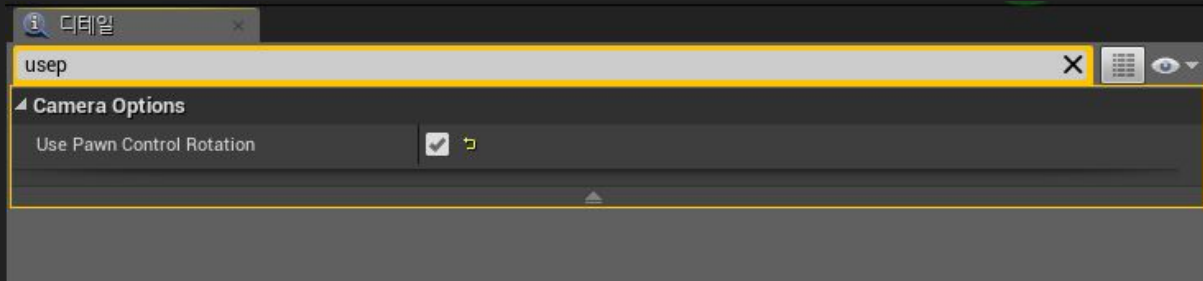 디테일
usep
Camera Options
Use Pawn Control Rotation